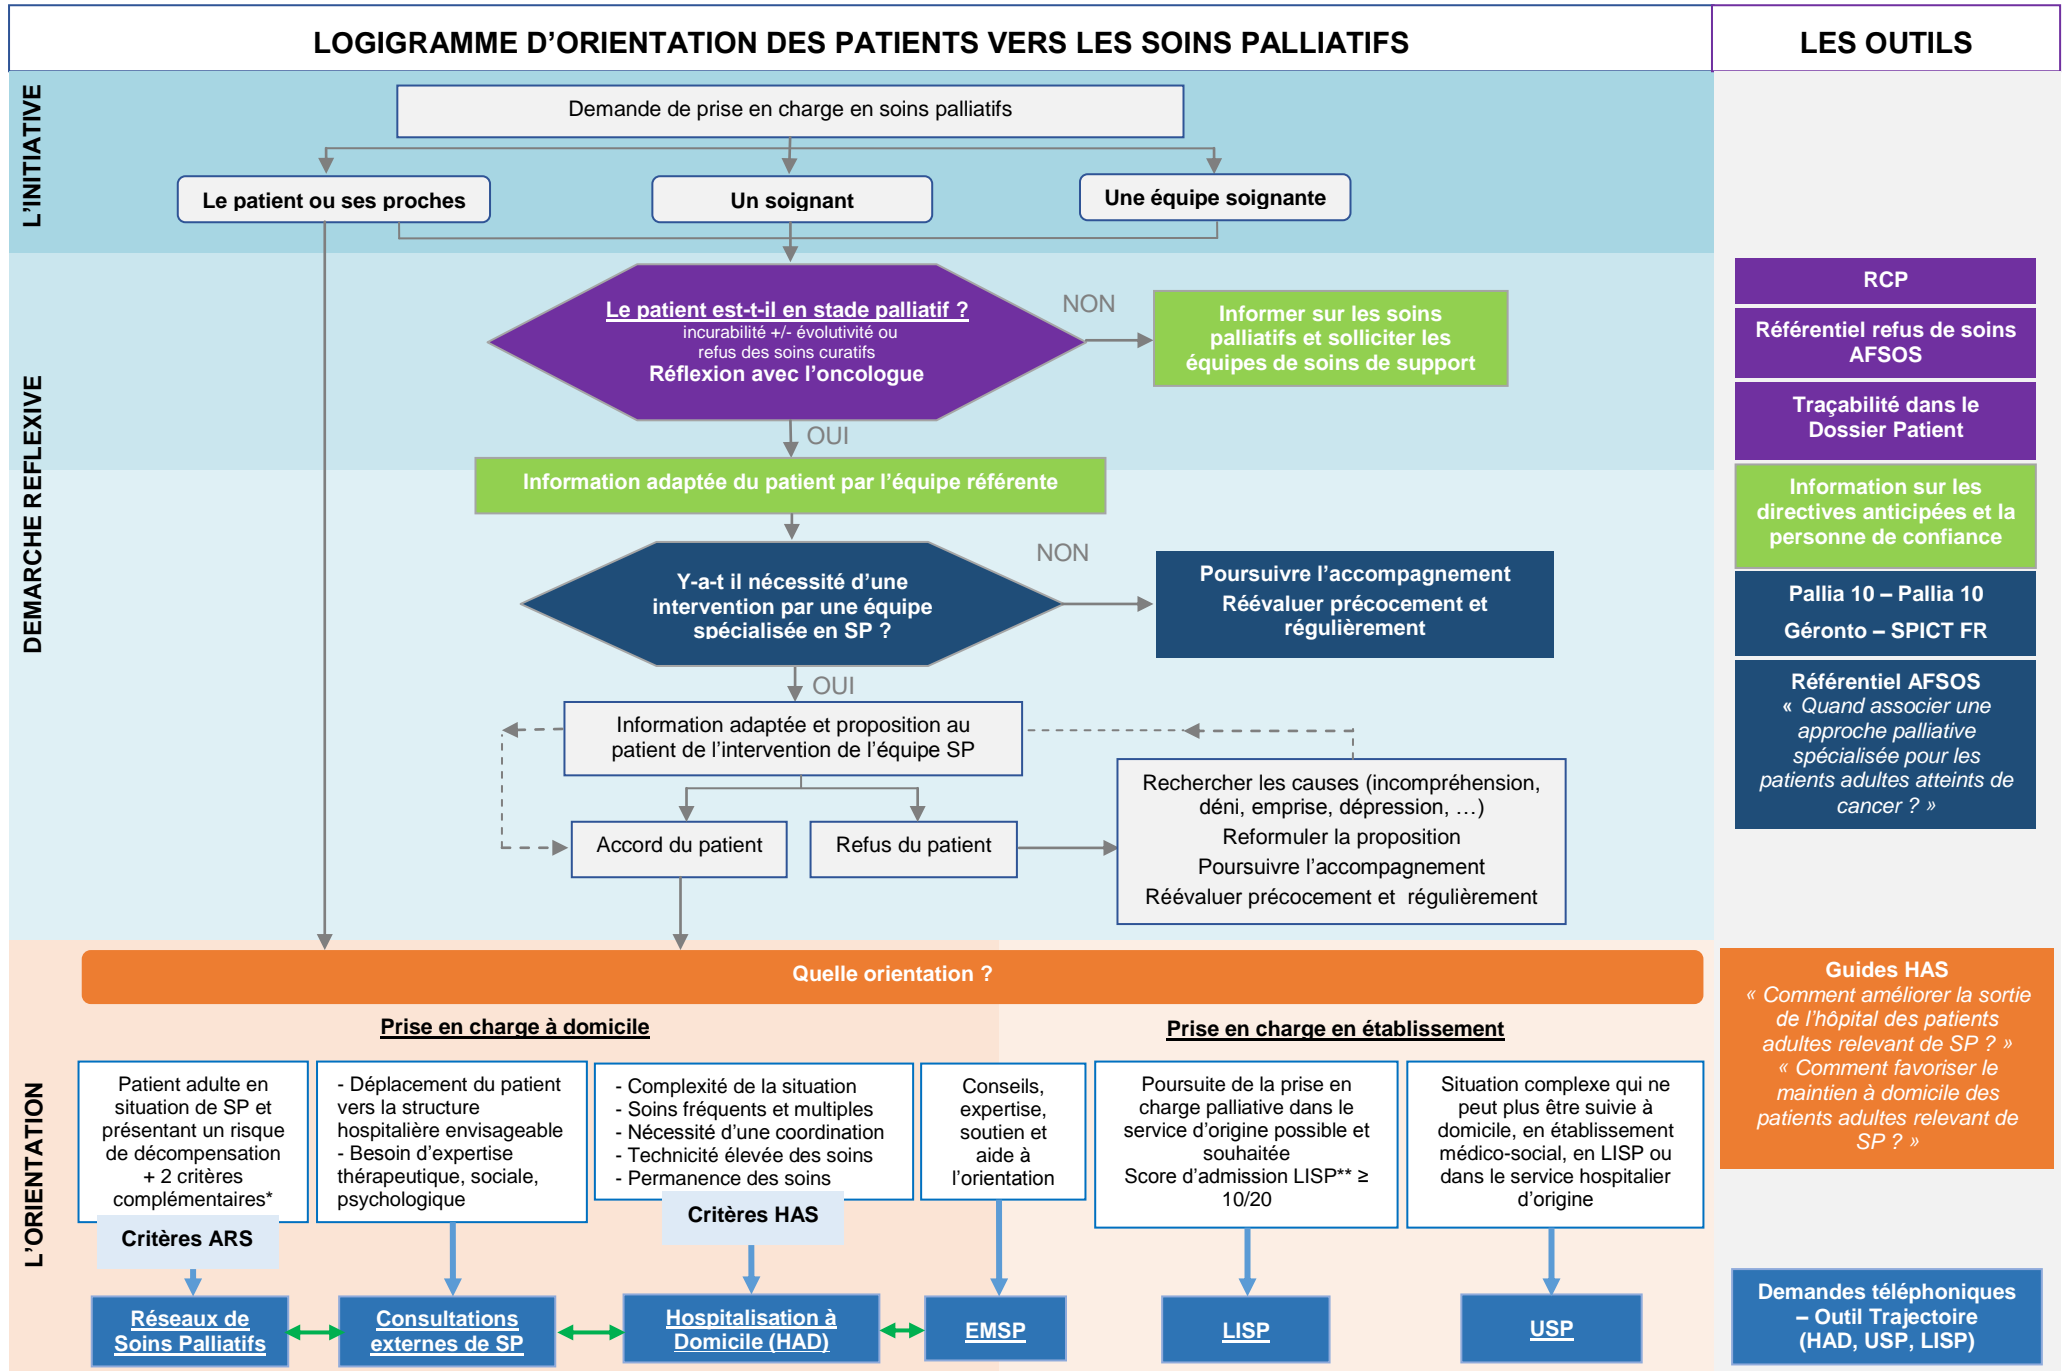 LOGIGRAMME D’ORIENTATION DES PATIENTS VERS LES SOINS PALLIATIFS
LES OUTILS
L’INITIATIVE
Demande de prise en charge en soins palliatifs
Le patient ou ses proches
Un soignant
Une équipe soignante
DEMARCHE REFLEXIVE
Le patient est-t-il en stade palliatif ?
incurabilité +/- évolutivité ou
refus des soins curatifs
Réflexion avec l’oncologue
NON
Informer sur les soins
palliatifs et solliciter les
équipes de soins de support
OUI
Information adaptée du patient par l’équipe référente
Y-a-t il nécessité d’une
intervention par une équipe
spécialisée en SP ?
NON
Poursuivre l’accompagnement
Réévaluer précocement et
régulièrement
OUI
Information adaptée et proposition au
patient de l’intervention de l’équipe SP
Accord du patient
Refus du patient
Rechercher les causes (incompréhension,
déni, emprise, dépression, …)
Reformuler la proposition
Poursuivre l’accompagnement
Réévaluer précocement et  régulièrement
RCP
Référentiel refus de soins
AFSOS
Traçabilité dans le
Dossier Patient
Information sur les
directives anticipées et la
personne de confiance
Pallia 10 – Pallia 10
Géronto – SPICT FR
Référentiel AFSOS
« Quand associer une
approche palliative
spécialisée pour les
patients adultes atteints de
cancer ? »
L’ORIENTATION
Quelle orientation ?
Prise en charge à domicile
Prise en charge en établissement
Patient adulte en
situation de SP et
présentant un risque
de décompensation
+ 2 critères
complémentaires*
Critères ARS
Réseaux de
Soins Palliatifs
- Déplacement du patient
vers la structure
hospitalière envisageable
- Besoin d’expertise
thérapeutique, sociale,
psychologique
Consultations
externes de SP
- Complexité de la situation
- Soins fréquents et multiples
- Nécessité d’une coordination
- Technicité élevée des soins
- Permanence des soins
Critères HAS
Hospitalisation à
Domicile (HAD)
Conseils,
expertise,
soutien et
aide à
l’orientation
EMSP
Poursuite de la prise en
charge palliative dans le
service d’origine possible et
souhaitée
Score d’admission LISP** ≥
10/20
LISP
Situation complexe qui ne
peut plus être suivie à
domicile, en établissement
médico-social, en LISP ou
dans le service hospitalier
d’origine
USP
Guides HAS
« Comment améliorer la sortie
de l’hôpital des patients
adultes relevant de SP ? »
« Comment favoriser le
maintien à domicile des
patients adultes relevant de
SP ? »
Demandes téléphoniques
– Outil Trajectoire
(HAD, USP, LISP)